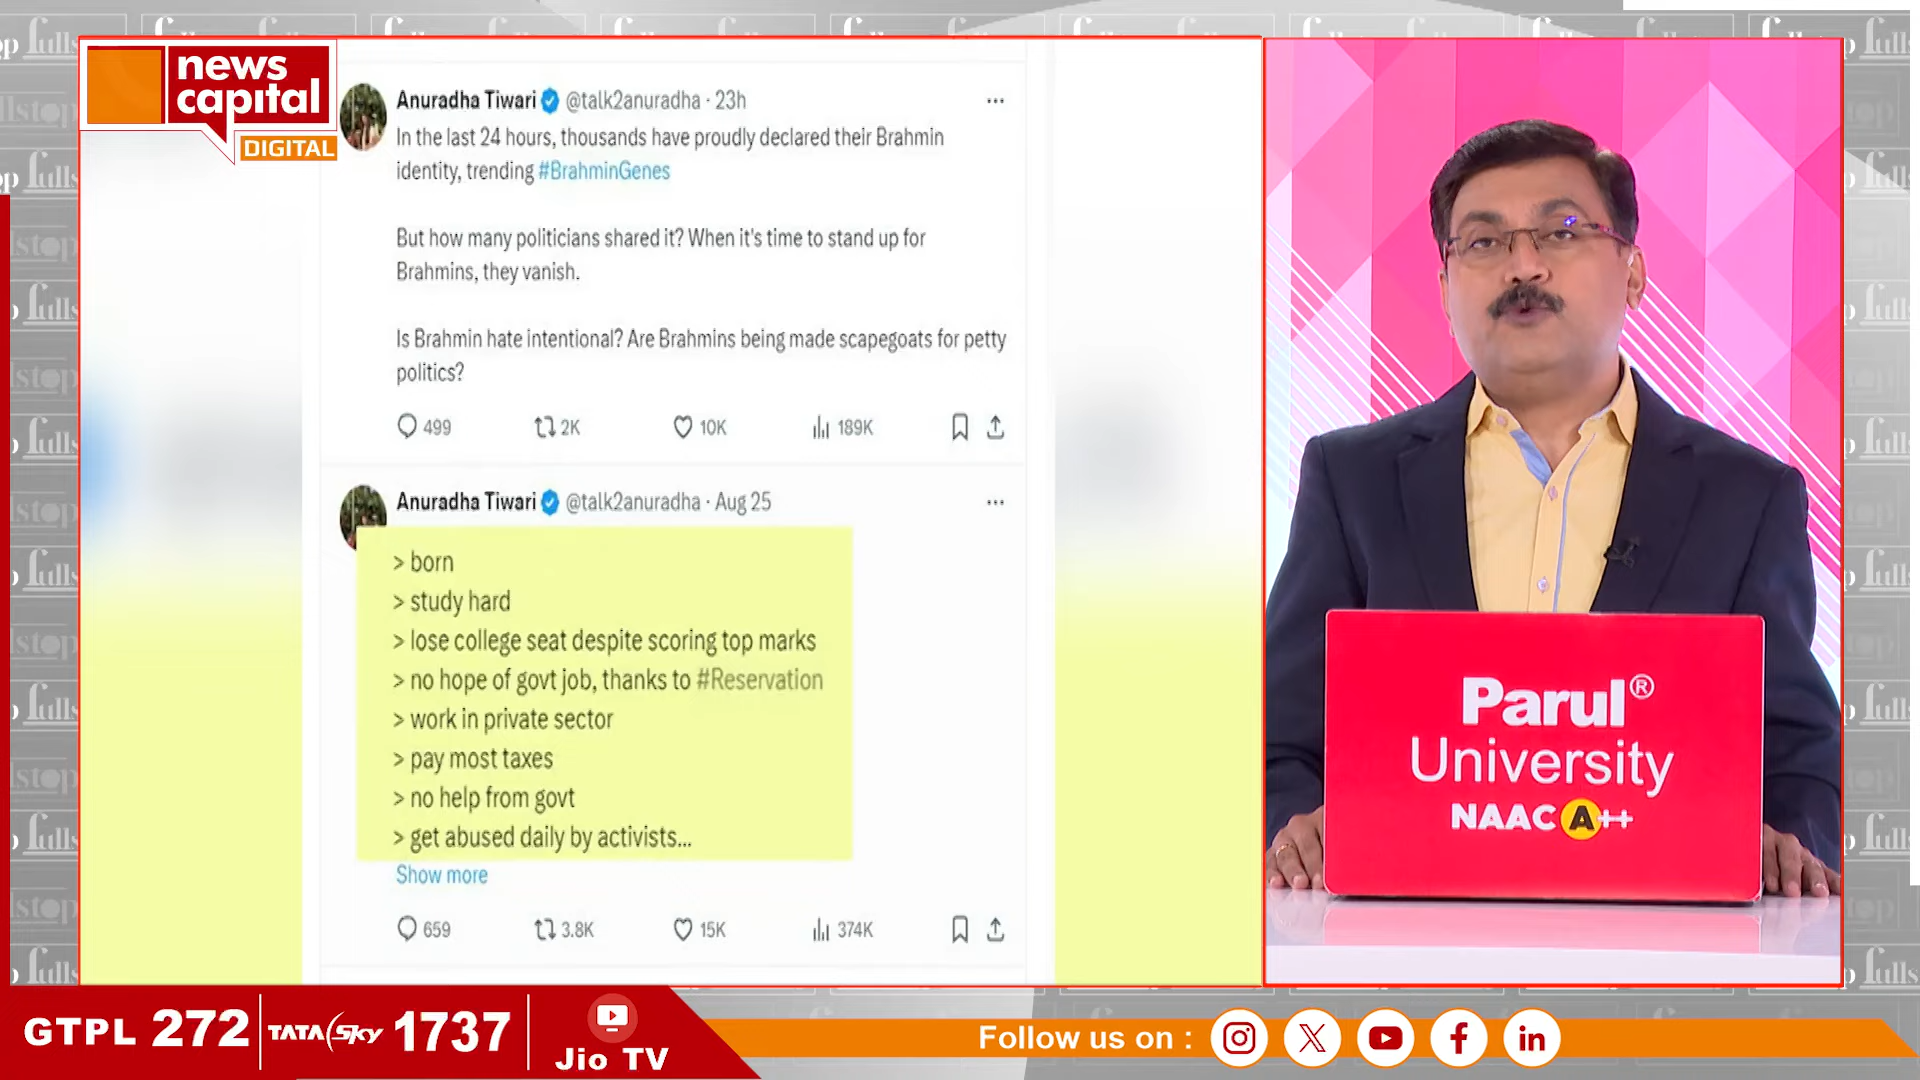 news
capital
DIGITAL
Anuradha Tiwari @talk2anuradha · 23h
In the last 24 hours, thousands have proudly declared their Brahmin
identity, trending #BrahminGenes
But how many politicians shared it? When it's time to stand up for
Brahmins, they vanish.
Is Brahmin hate intentional? Are Brahmins being made scapegoats for petty
politics?
499 2K 10K 189K
Anuradha Tiwari @talk2anuradha · Aug 25
> born
> study hard
> lose college seat despite scoring top marks
> no hope of govt job, thanks to #Reservation
> work in private sector
> pay most taxes
> no help from govt
> get abused daily by activists...
Show more
659 3.8K 15K 374K
Parul®
University
NAAC A++
GTPL 272 TATA Sky 1737 Jio TV
Follow us on :